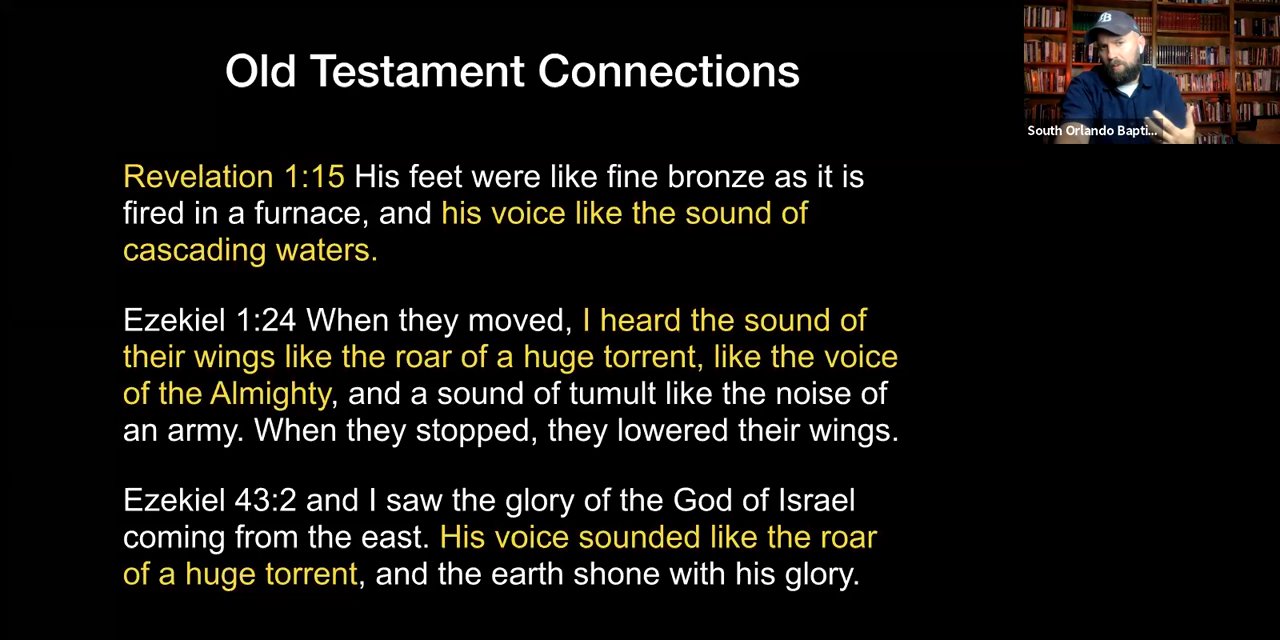 Old Testament Connections
South Orlando Bapti...
Revelation 1:15 His feet were like fine bronze as it is
fired in a furnace, and his voice like the sound of
cascading waters.
Ezekiel 1:24 When they moved, I heard the sound of
their wings like the roar of a huge torrent, like the voice
of the Almighty, and a sound of tumult like the noise of
an army. When they stopped, they lowered their wings.
Ezekiel 43:2 and I saw the glory of the God of Israel
coming from the east. His voice sounded like the roar
of a huge torrent, and the earth shone with his glory.